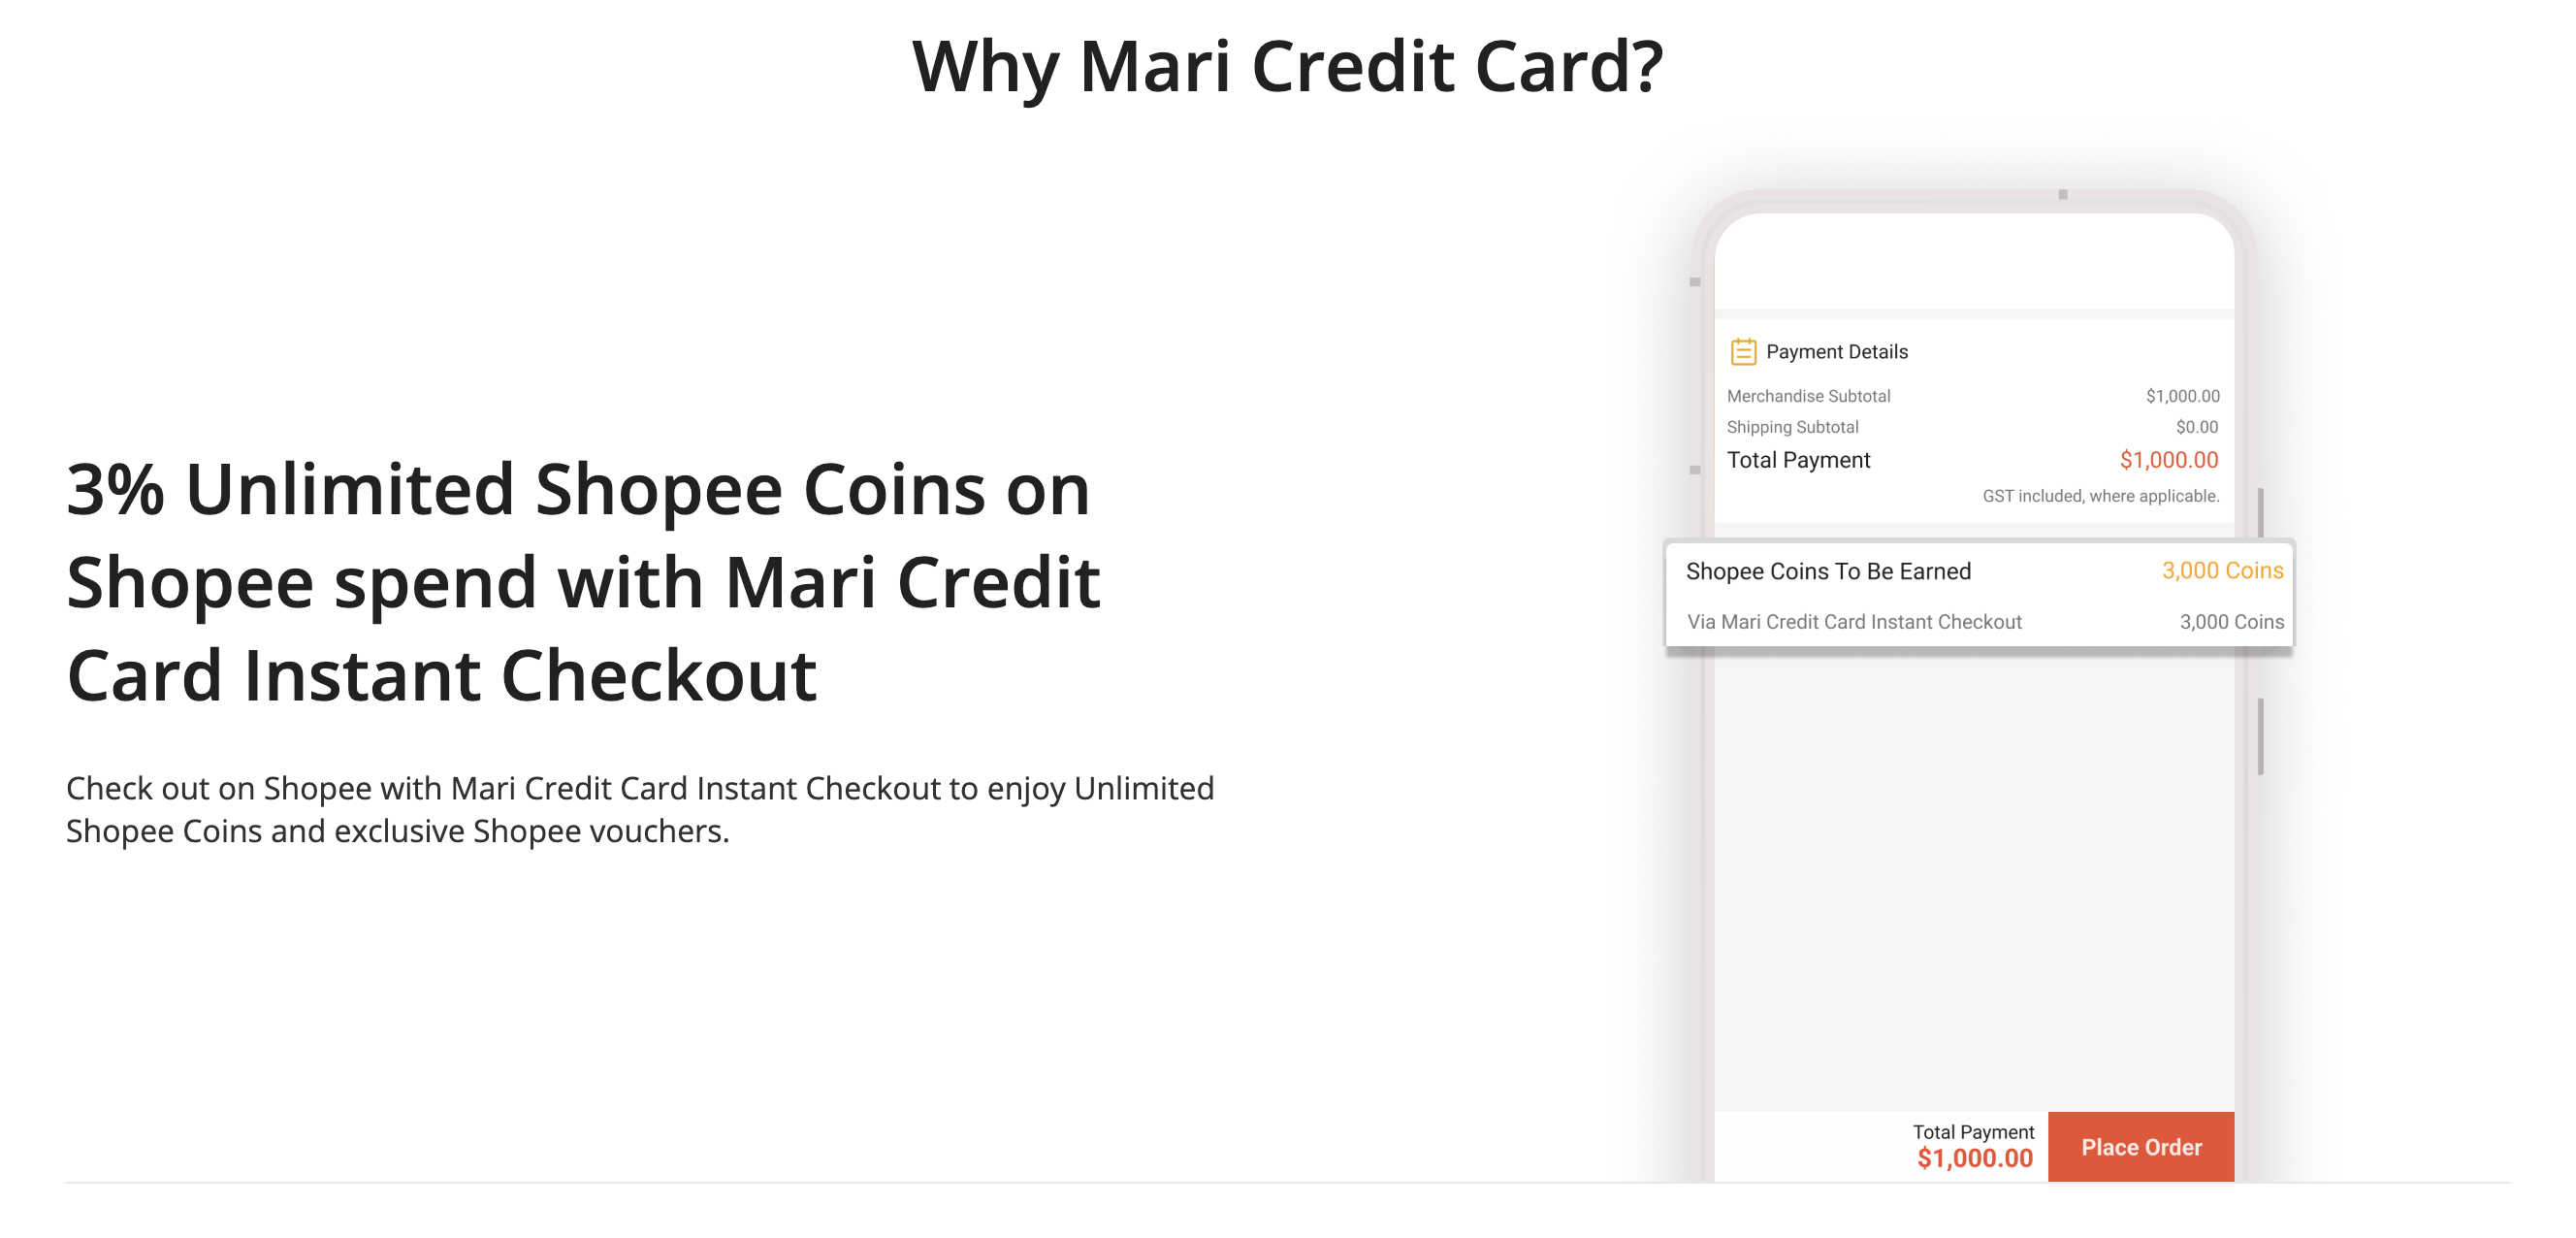 Why Mari Credit Card?
3% Unlimited Shopee Coins on
Shopee spend with Mari Credit
Card Instant Checkout
Check out on Shopee with Mari Credit Card Instant Checkout to enjoy Unlimited
Shopee Coins and exclusive Shopee vouchers.
Payment Details
Merchandise Subtotal $1,000.00
Shipping Subtotal $0.00
Total Payment $1,000.00
GST included, where applicable.
Shopee Coins To Be Earned 3,000 Coins
Via Mari Credit Card Instant Checkout 3,000 Coins
Total Payment
$1,000.00
Place Order